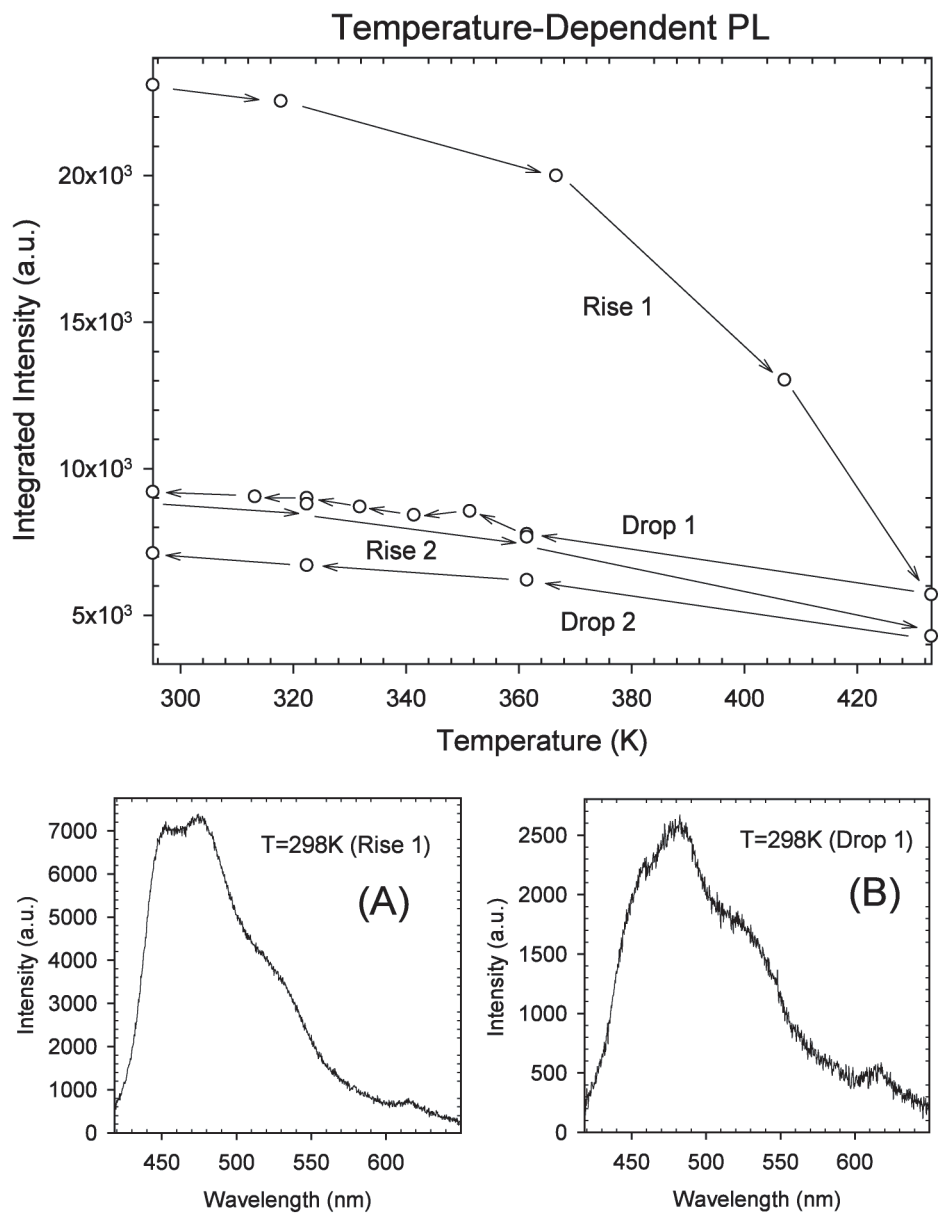 Temperature-Dependent PL
Integrated Intensity (a.u.)
20x10³
15x10³
10x10³
5x10³
Rise 1
Drop 1
Rise 2
Drop 2
300 320 340 360 380 400 420
Temperature (K)
Intensity (a.u.)
7000
6000
5000
4000
3000
2000
1000
0
T=298K (Rise 1)
(A)
450 500 550 600
Wavelength (nm)
Intensity (a.u.)
2500
2000
1500
1000
500
0
T=298K (Drop 1)
(B)
450 500 550 600
Wavelength (nm)